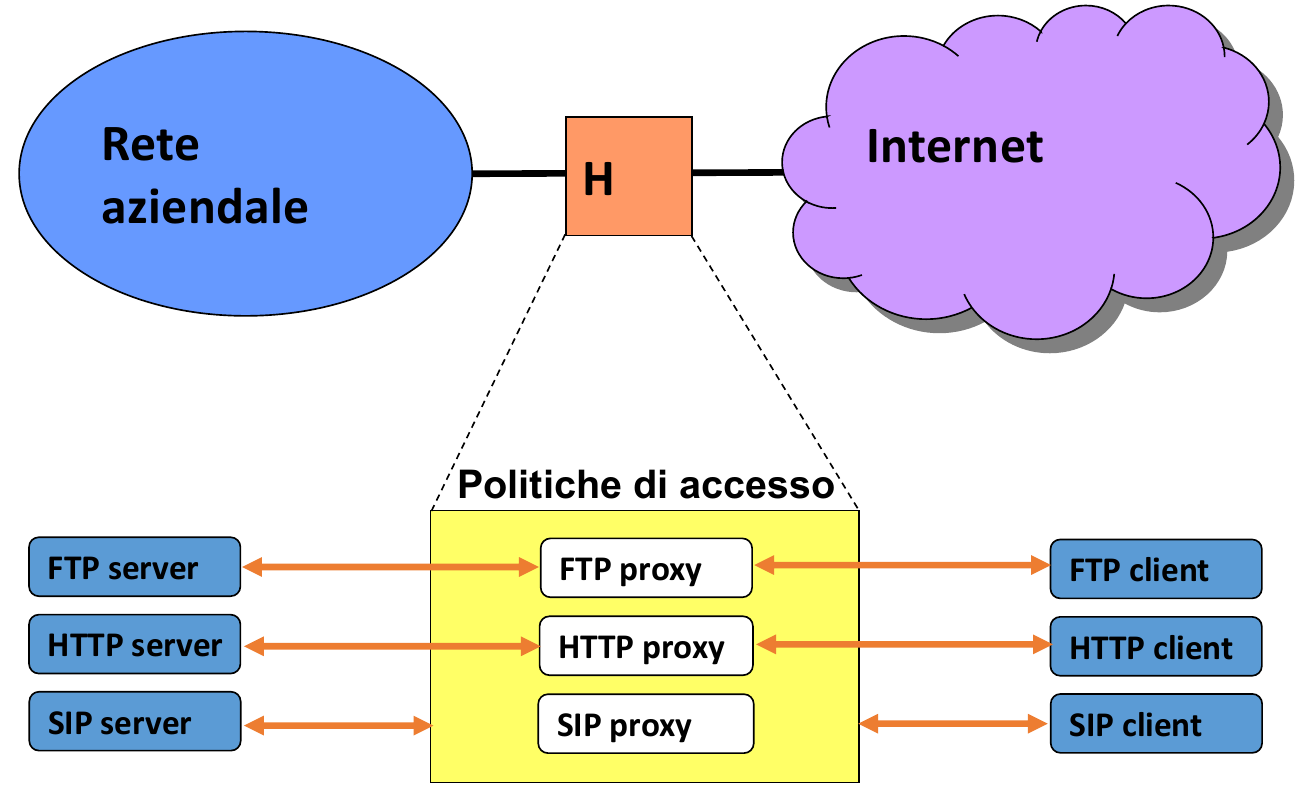 Rete
aziendale
H
Internet
Politiche di accesso
FTP server
FTP proxy
FTP client
HTTP server
HTTP proxy
HTTP client
SIP server
SIP proxy
SIP client